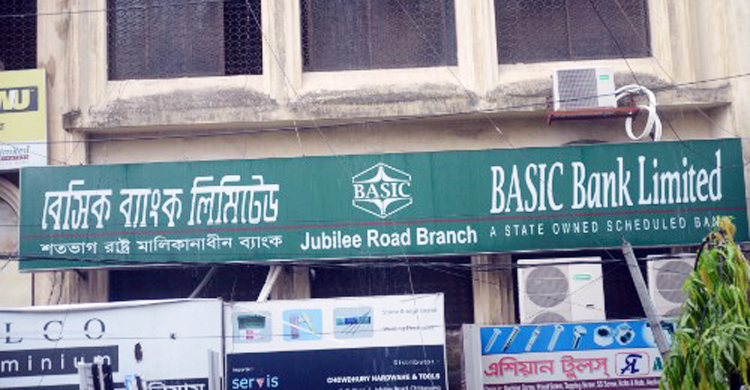 বেসিক ব্যাংক লিমিটেড
শতভাগ রাষ্ট্র মালিকানাধীন ব্যাংক
BASIC
Jubilee Road Branch
BASIC Bank Limited
A STATE OWNED SCHEDULED BANK
LCO
minium
servis
Distributor
CHOWDHURY HARDWARE & TOOLS
এশিয়ান টুলস্